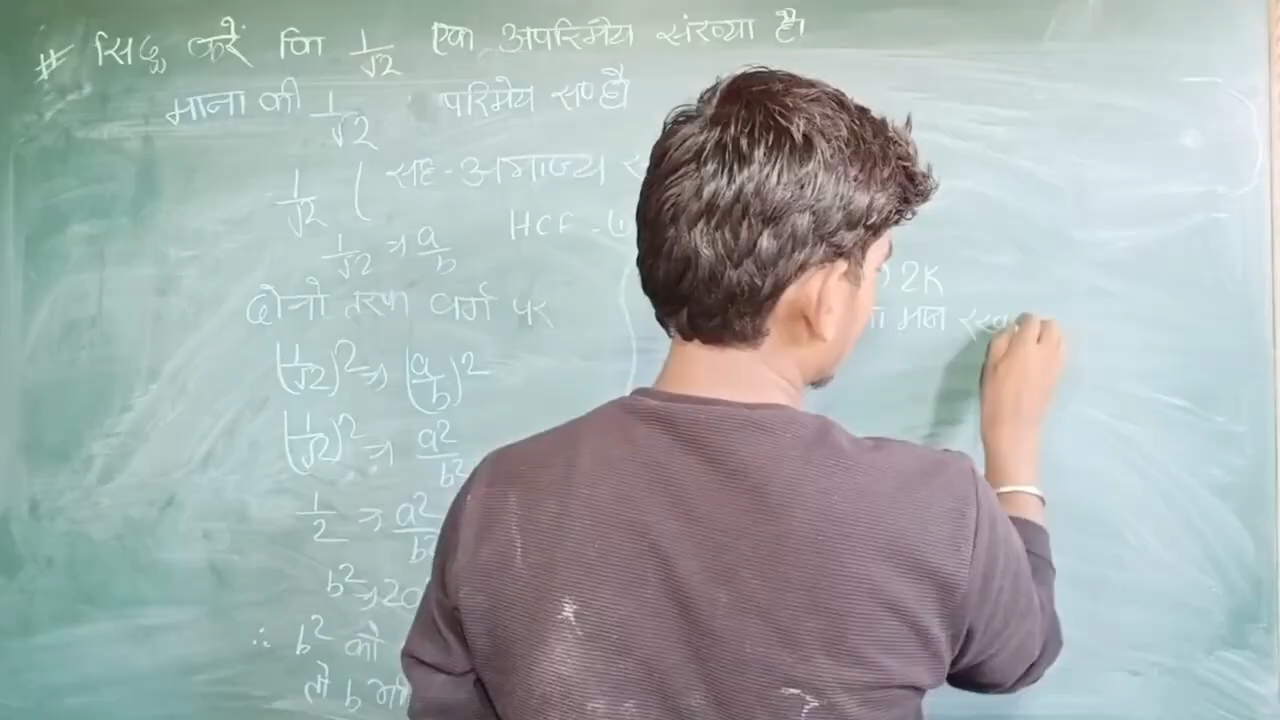 # सिद्ध करें कि 1/√2 एक अपरिमेय संख्या है।
माना की 1/√2 परिमेय सं० है
1/√2 ( सह-अभाज्य
HCF -
1/√2 ⇒ a/b
दोनो तरफ वर्ग पर
(1/√2)² ⇒ (a/b)²
(1/√2)² ⇒ a²/b²
1/2 ⇒ a²/b²
b² ⇒ 2a
∴ b² को
तो b
2K
मान रख